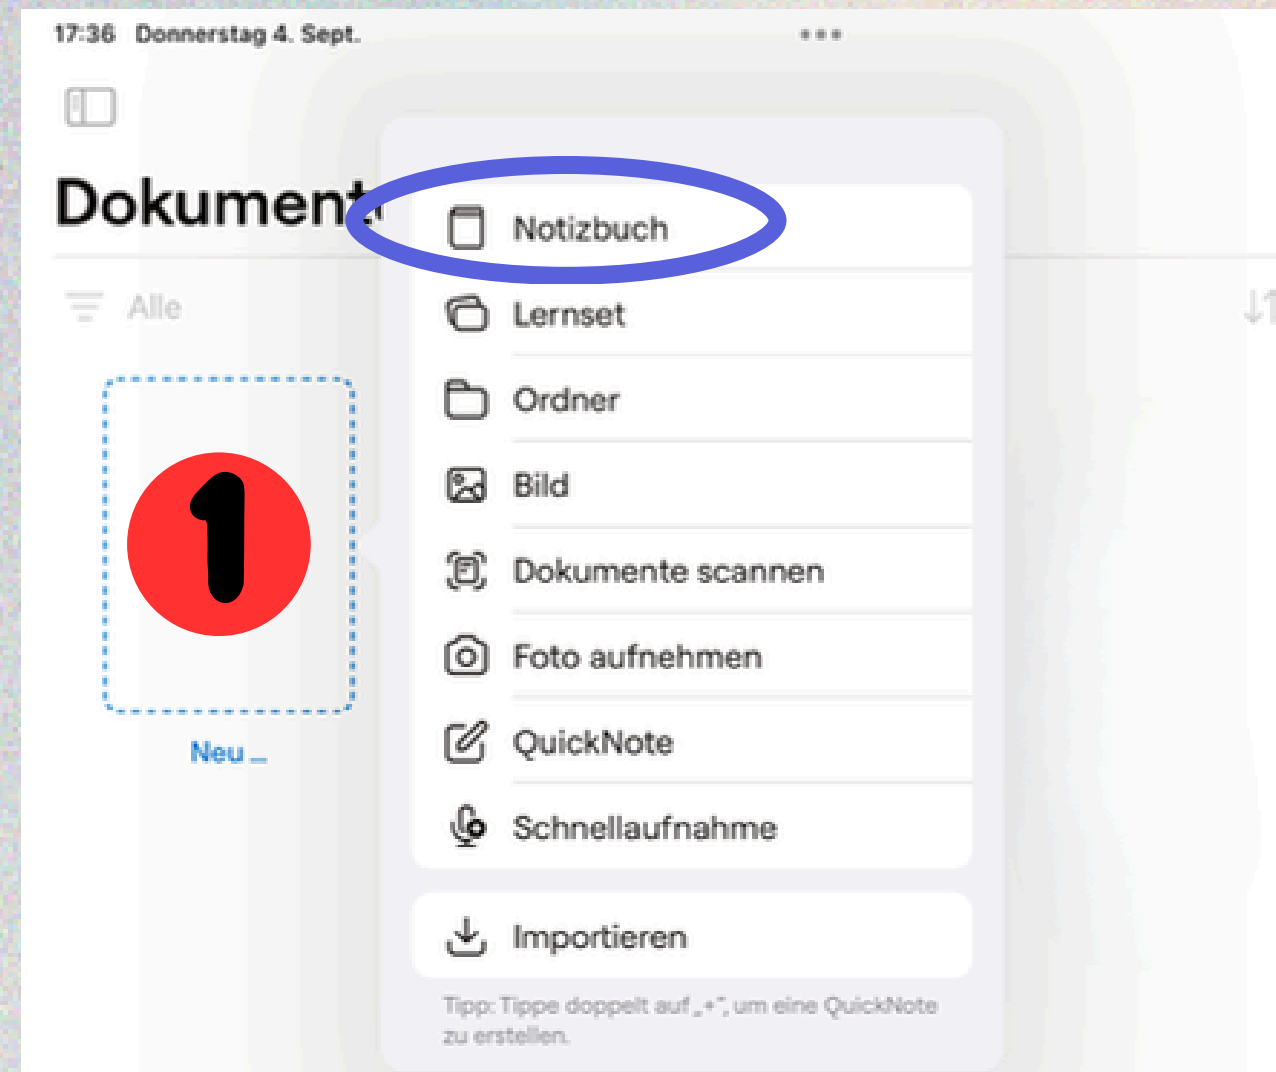 17:36 Donnerstag 4. Sept.
Dokument
Notizbuch
Alle
Lernset
Ordner
Bild
1
Dokumente scannen
Foto aufnehmen
QuickNote
Neu ...
Schnellaufnahme
Importieren
Tipp: Tippe doppelt auf „+“, um eine QuickNote
zu erstellen.